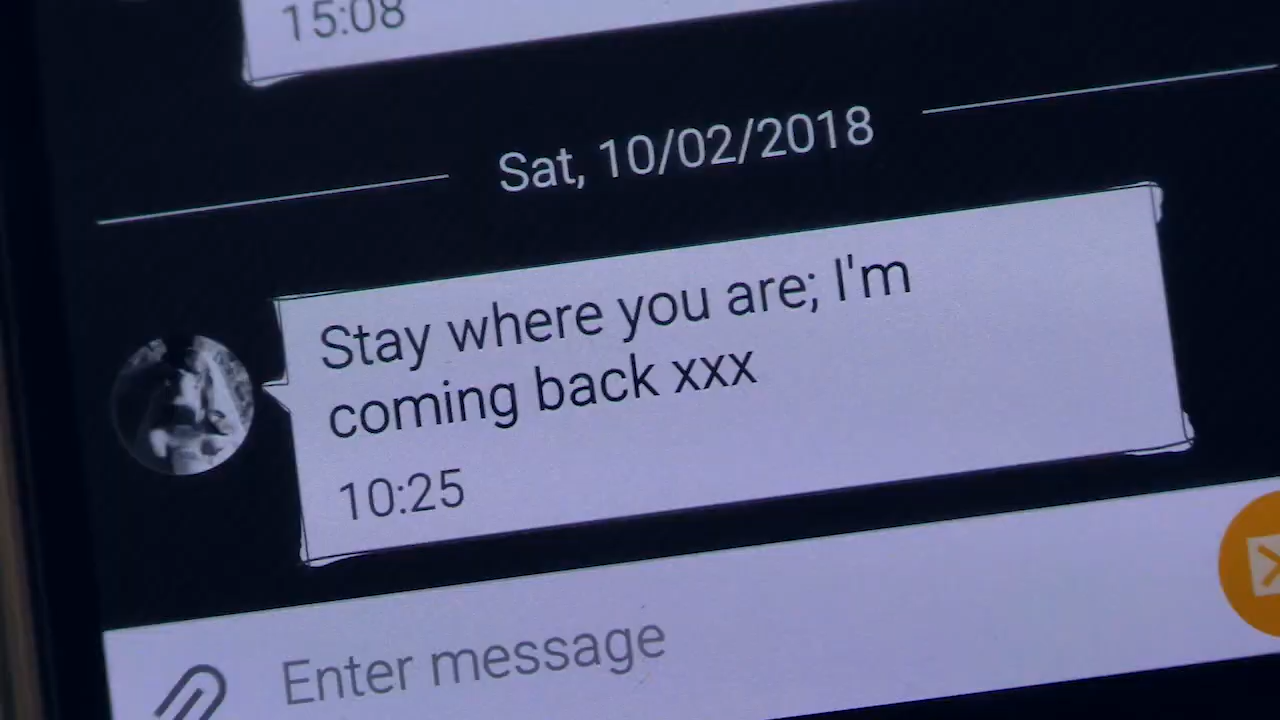 15:08
Sat, 10/02/2018
Stay where you are; I'm
coming back xxx
10:25
Enter message